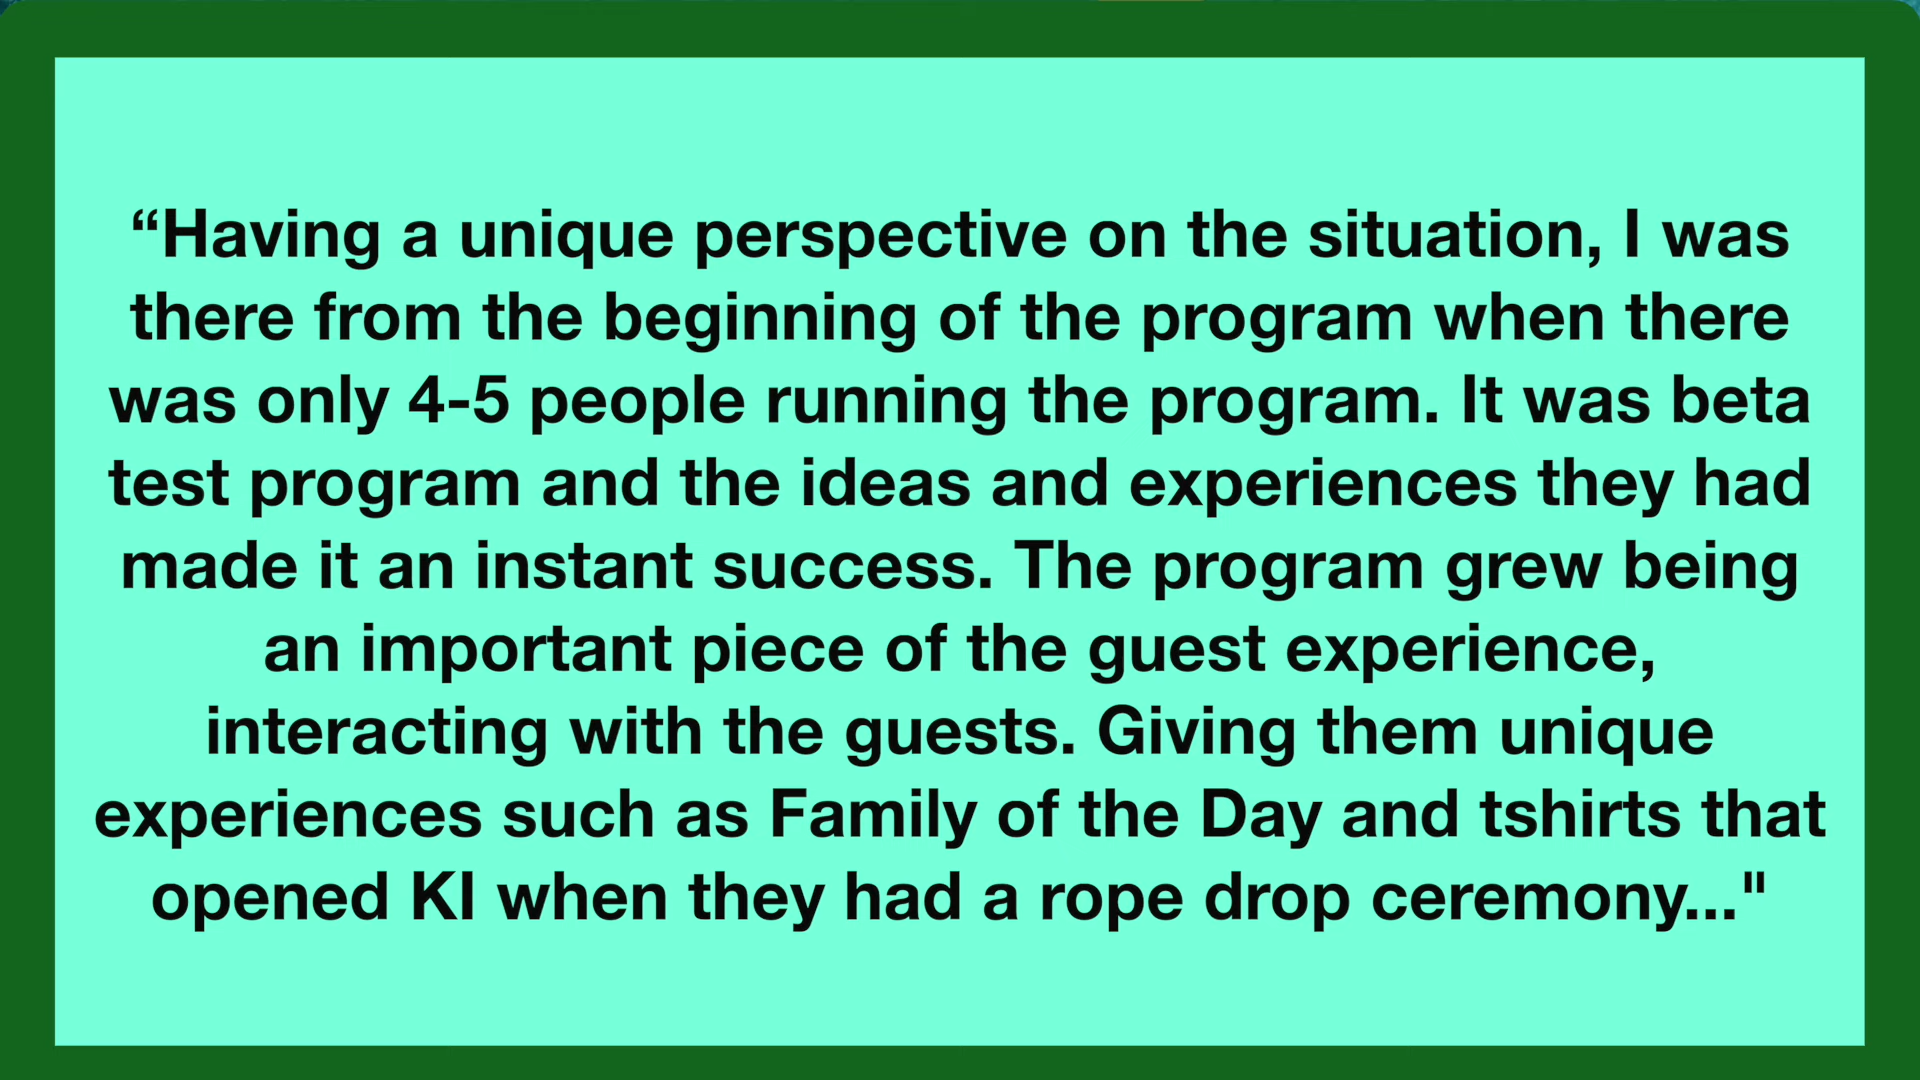 “Having a unique perspective on the situation, I was
there from the beginning of the program when there
was only 4-5 people running the program. It was beta
test program and the ideas and experiences they had
made it an instant success. The program grew being
an important piece of the guest experience,
interacting with the guests. Giving them unique
experiences such as Family of the Day and tshirts that
opened KI when they had a rope drop ceremony..."